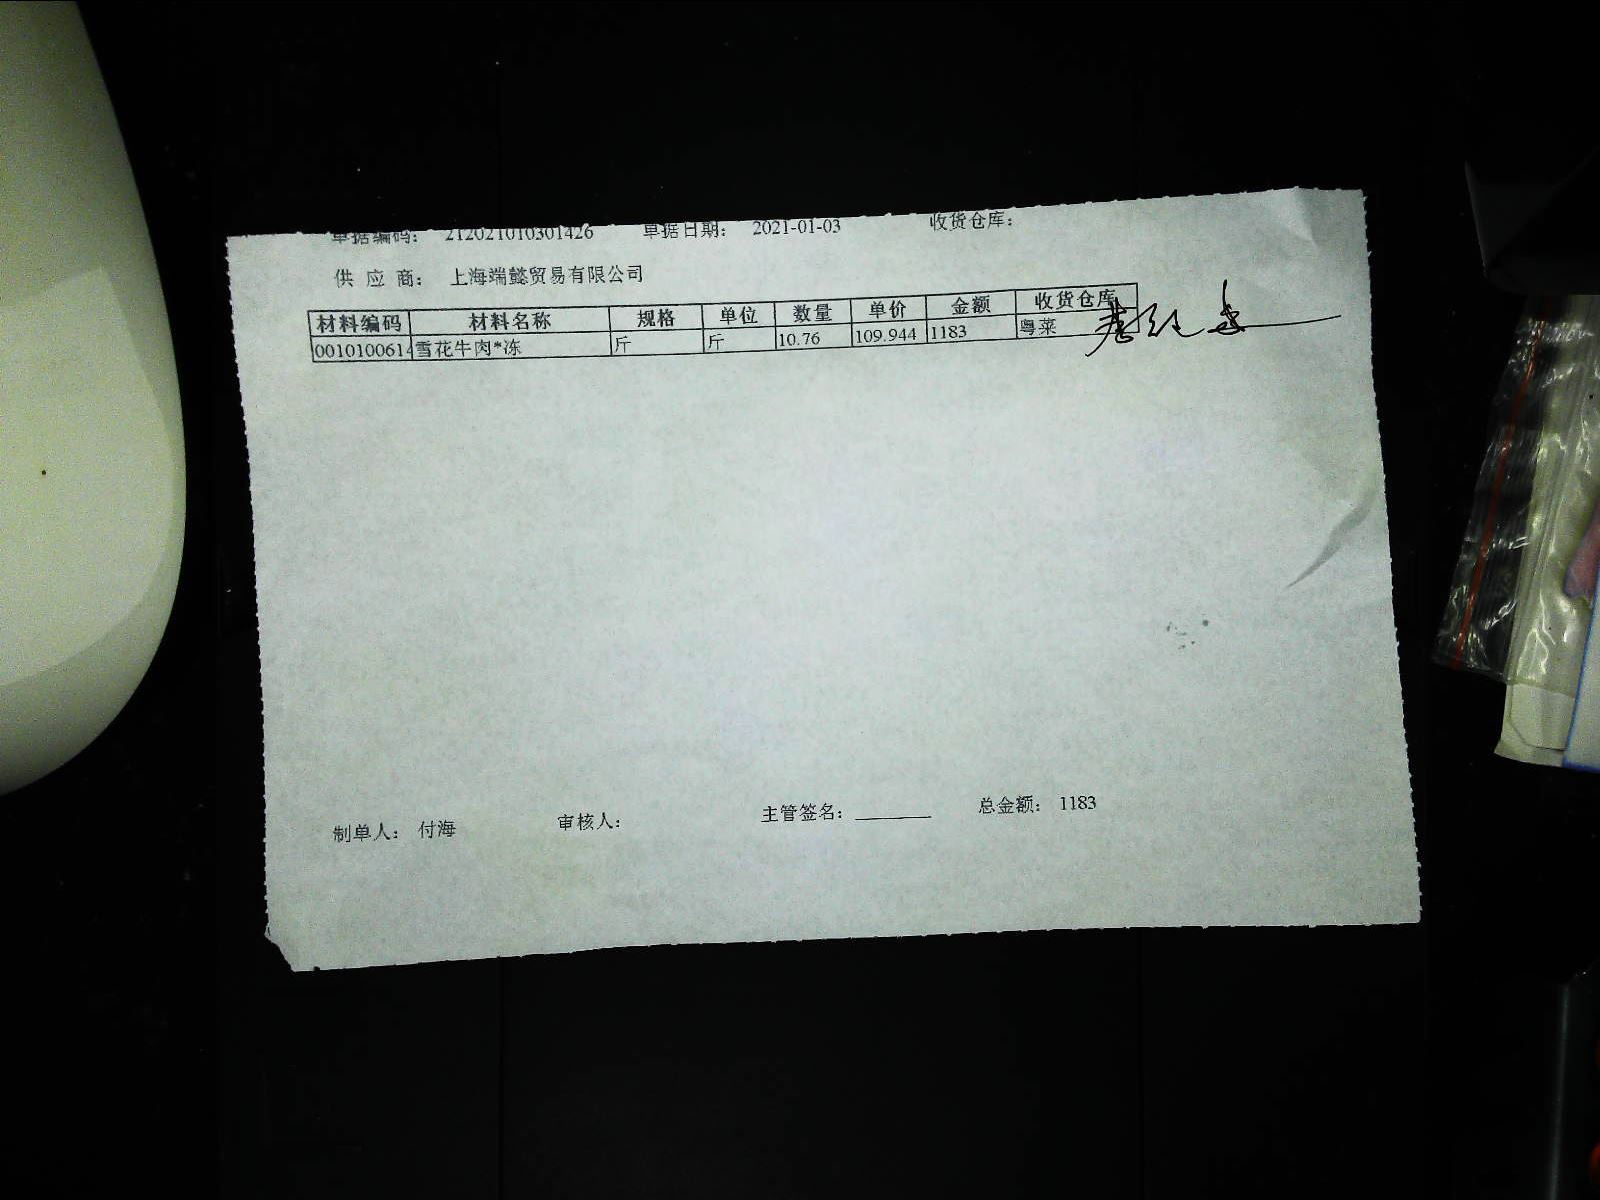 单据编码： 212021010301426 单据日期： 2021-01-03 收货仓库：
供 应 商： 上海端懿贸易有限公司
材料编码 材料名称 规格 单位 数量 单价 金额 收货仓库
0010100614 雪花牛肉*冻 斤 斤 10.76 109.944 1183 粤菜
制单人： 付海 审核人： 主管签名： ________ 总金额： 1183